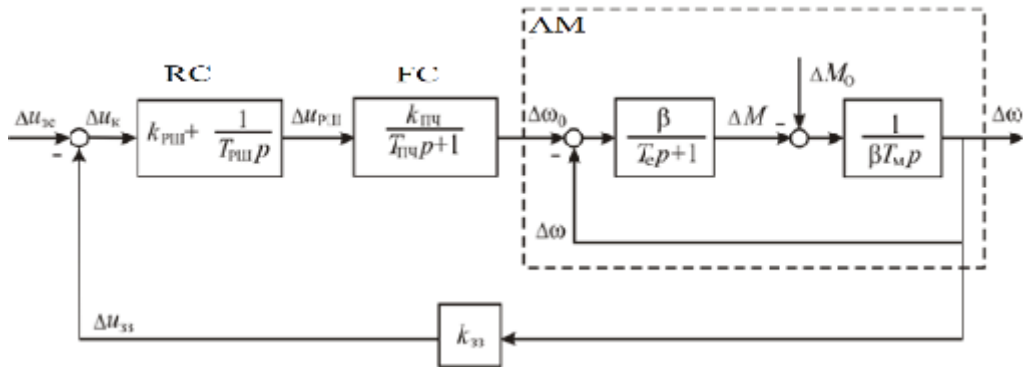 AM
RC
FC
ΔM₀
Δu_зс
Δu_к
k_РШ + 1 / T_РШ p
Δu_РШ
k_ПЧ / T_ПЧ p+1
Δω₀
β / T_e p+1
ΔM
1 / βT_м p
Δω
-
-
-
Δω
Δu_зз
k_зз